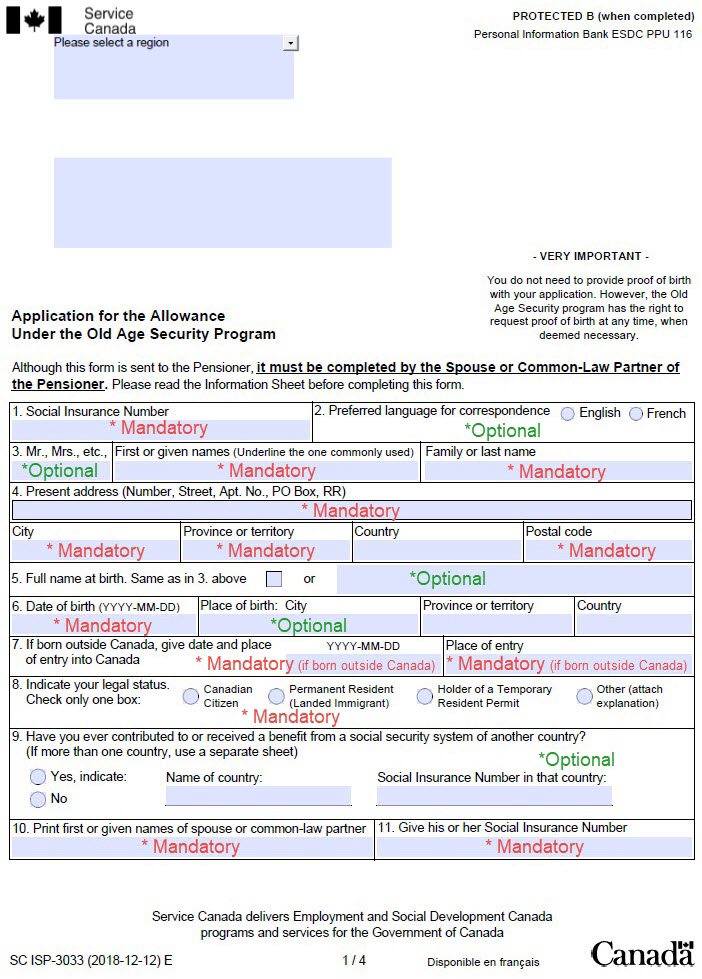 Service
Canada
PROTECTED B (when completed)
Personal Information Bank ESDC PPU 116
Please select a region
- VERY IMPORTANT -
You do not need to provide proof of birth
with your application. However, the Old
Age Security program has the right to
request proof of birth at any time, when
deemed necessary.
Application for the Allowance
Under the Old Age Security Program
Although this form is sent to the Pensioner, it must be completed by the Spouse or Common-Law Partner of
the Pensioner. Please read the Information Sheet before completing this form.
1. Social Insurance Number
* Mandatory
2. Preferred language for correspondence English French
*Optional
3. Mr., Mrs., etc.,
*Optional
First or given names (Underline the one commonly used)
* Mandatory
Family or last name
* Mandatory
4. Present address (Number, Street, Apt. No., PO Box, RR)
* Mandatory
City
* Mandatory
Province or territory
* Mandatory
Country
Postal code
* Mandatory
5. Full name at birth. Same as in 3. above or *Optional
6. Date of birth (YYYY-MM-DD)
* Mandatory
Place of birth: City
*Optional
Province or territory
Country
7. If born outside Canada, give date and place
of entry into Canada
YYYY-MM-DD
* Mandatory (if born outside Canada)
Place of entry
* Mandatory (if born outside Canada)
8. Indicate your legal status.
Check only one box:
Canadian
Citizen
Permanent Resident
(Landed Immigrant)
Holder of a Temporary
Resident Permit
Other (attach
explanation)
* Mandatory
9. Have you ever contributed to or received a benefit from a social security system of another country?
(If more than one country, use a separate sheet)
*Optional
Yes, indicate:
No
Name of country:
Social Insurance Number in that country:
10. Print first or given names of spouse or common-law partner
* Mandatory
11. Give his or her Social Insurance Number
* Mandatory
Service Canada delivers Employment and Social Development Canada
programs and services for the Government of Canada
SC ISP-3033 (2018-12-12) E
1 / 4
Disponible en français
Canada